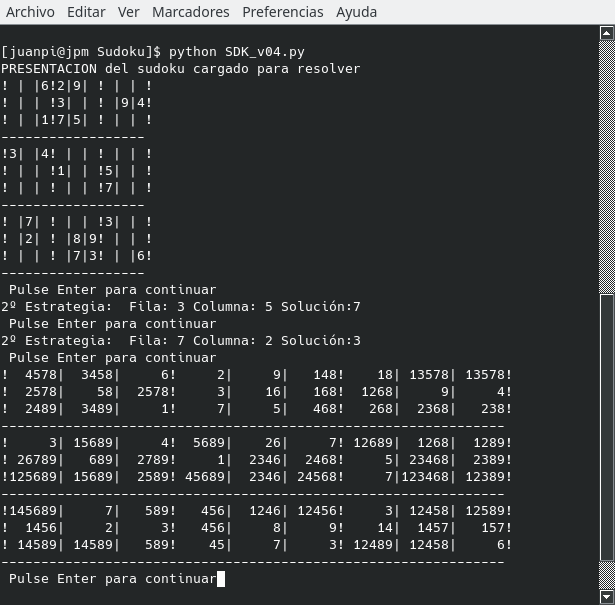 Archivo Editar Ver Marcadores Preferencias Ayuda
[juanpi@jpm Sudoku]$ python SDK_v04.py
PRESENTACION del sudoku cargado para resolver
! | |6!2|9| ! | | !
! | | !3| | ! |9|4!
! | |1!7|5| ! | | !
------------------
!3| |4! | | ! | | !
! | | !1| | !5| | !
! | | ! | | !7| | !
------------------
! |7| ! | | !3| | !
! |2| ! |8|9! | | !
! | | ! |7|3! | |6!
------------------
Pulse Enter para continuar
2º Estrategia:  Fila: 3 Columna: 5 Solución:7
Pulse Enter para continuar
2º Estrategia:  Fila: 7 Columna: 2 Solución:3
Pulse Enter para continuar
!  4578|  3458|     6!     2|     9|   148!    18| 13578| 13578!
!  2578|    58|  2578!     3|    16|   168!  1268|     9|     4!
!  2489|  3489|     1!     7|     5|   468!   268|  2368|   238!
---------------------------------------------------------------
!     3| 15689|     4!  5689|    26|     7! 12689|  1268|  1289!
! 26789|   689|  2789!     1|  2346|  2468!     5| 23468|  2389!
!125689| 15689|  2589! 45689|  2346| 24568!     7|123468| 12389!
---------------------------------------------------------------
!145689|     7|   589!   456|  1246| 12456!     3| 12458| 12589!
!  1456|     2|     3!   456|     8|     9!    14|  1457|   157!
! 14589| 14589|   589!    45|     7|     3! 12489| 12458|     6!
---------------------------------------------------------------
Pulse Enter para continuar